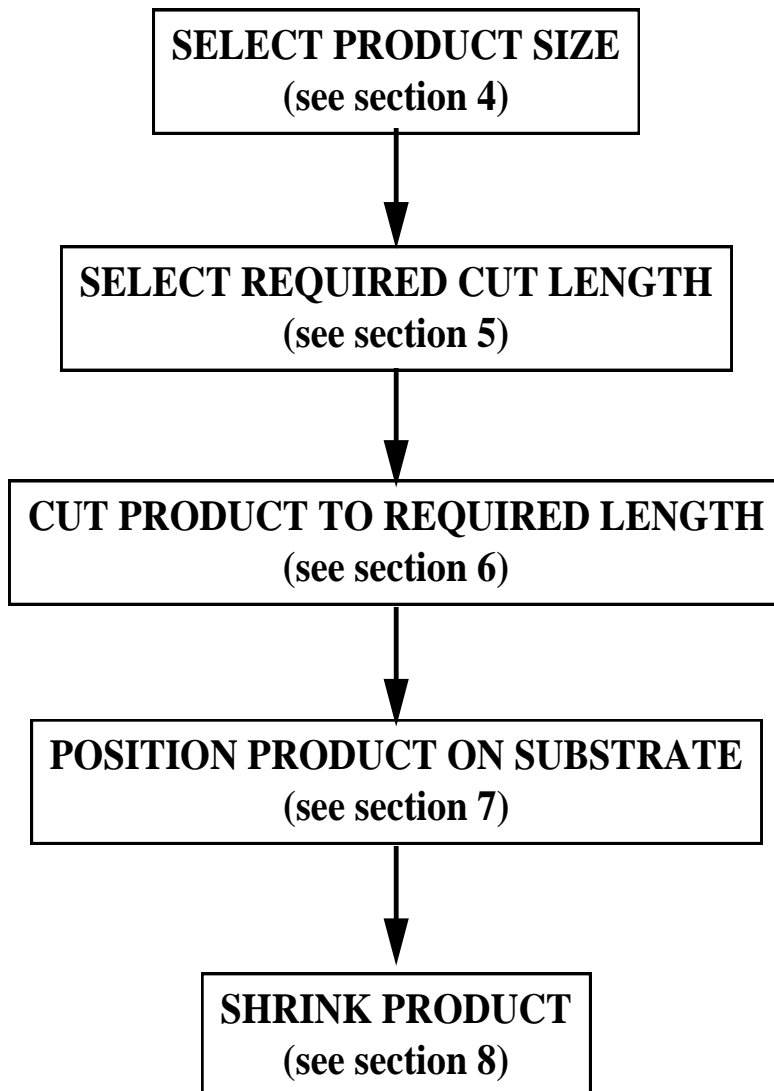 SELECT PRODUCT SIZE
(see section 4)
SELECT REQUIRED CUT LENGTH
(see section 5)
CUT PRODUCT TO REQUIRED LENGTH
(see section 6)
POSITION PRODUCT ON SUBSTRATE
(see section 7)
SHRINK PRODUCT
(see section 8)